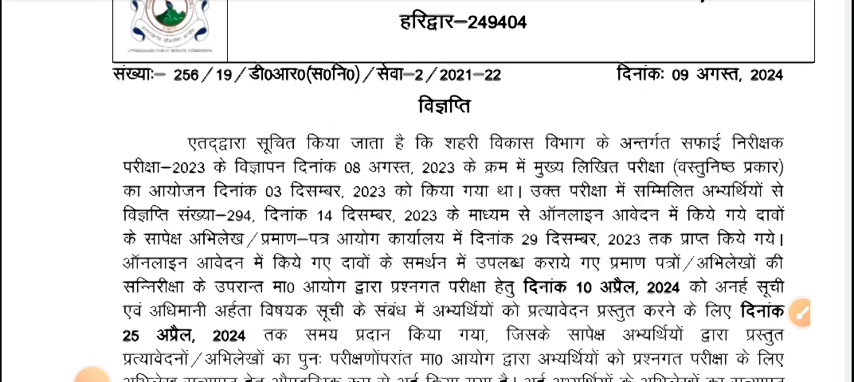 हरिद्वार–249404
संख्याः– 256/19/डी0आर0(स0नि0)/सेवा–2/2021–22 दिनांकः 09 अगस्त, 2024
विज्ञप्ति
एतद्द्वारा सूचित किया जाता है कि शहरी विकास विभाग के अन्तर्गत सफाई निरीक्षक
परीक्षा–2023 के विज्ञापन दिनांक 08 अगस्त, 2023 के क्रम में मुख्य लिखित परीक्षा (वस्तुनिष्ठ प्रकार)
का आयोजन दिनांक 03 दिसम्बर, 2023 को किया गया था। उक्त परीक्षा में सम्मिलित अभ्यर्थियों से
विज्ञप्ति संख्या–294, दिनांक 14 दिसम्बर, 2023 के माध्यम से ऑनलाइन आवेदन में किये गये दावों
के सापेक्ष अभिलेख/प्रमाण–पत्र आयोग कार्यालय में दिनांक 29 दिसम्बर, 2023 तक प्राप्त किये गये।
ऑनलाइन आवेदन में किये गए दावों के समर्थन में उपलब्ध कराये गए प्रमाण पत्रों/अभिलेखों की
सन्निरीक्षा के उपरान्त मा0 आयोग द्वारा प्रश्नगत परीक्षा हेतु दिनांक 10 अप्रैल, 2024 को अनर्ह सूची
एवं अधिमानी अर्हता विषयक सूची के संबंध में अभ्यर्थियों को प्रत्यावेदन प्रस्तुत करने के लिए दिनांक
25 अप्रैल, 2024 तक समय प्रदान किया गया, जिसके सापेक्ष अभ्यर्थियों द्वारा प्रस्तुत
प्रत्यावेदनों/अभिलेखों का पुनः परीक्षणोंपरांत मा0 आयोग द्वारा अभ्यर्थियों को प्रश्नगत परीक्षा के लिए